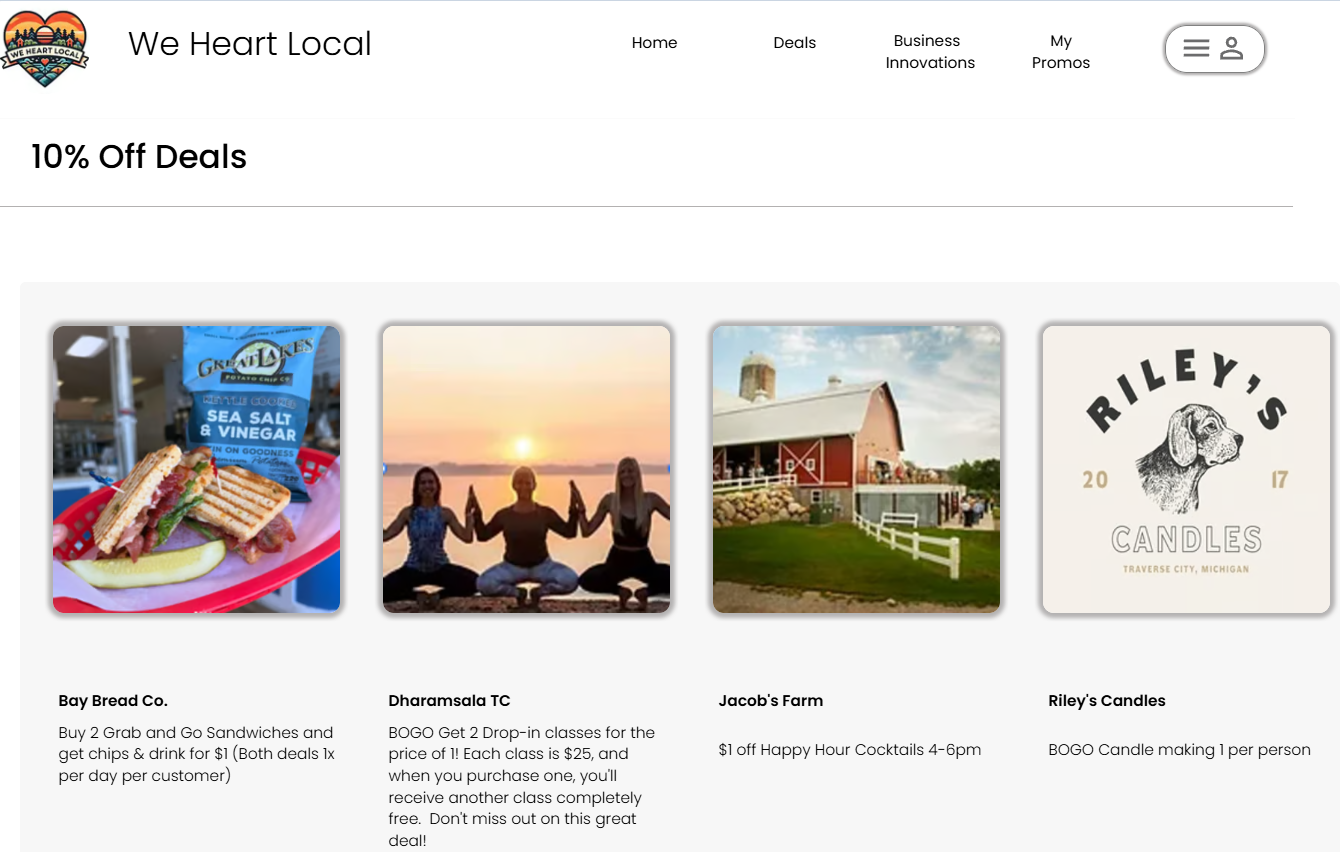 WE HEART LOCAL
We Heart Local
Home
Deals
Business
Innovations
My
Promos
10% Off Deals
GREAT LAKES
POTATO CHIP CO.
KETTLE COOKED
SEA SALT
& VINEGAR
IN ON GOODNESS
RILEY'S
20 17
CANDLES
TRAVERSE CITY, MICHIGAN
Bay Bread Co.
Buy 2 Grab and Go Sandwiches and
get chips & drink for $1 (Both deals 1x
per day per customer)
Dharamsala TC
BOGO Get 2 Drop-in classes for the
price of 1! Each class is $25, and
when you purchase one, you'll
receive another class completely
free.  Don't miss out on this great
deal!
Jacob's Farm
$1 off Happy Hour Cocktails 4-6pm
Riley's Candles
BOGO Candle making 1 per person